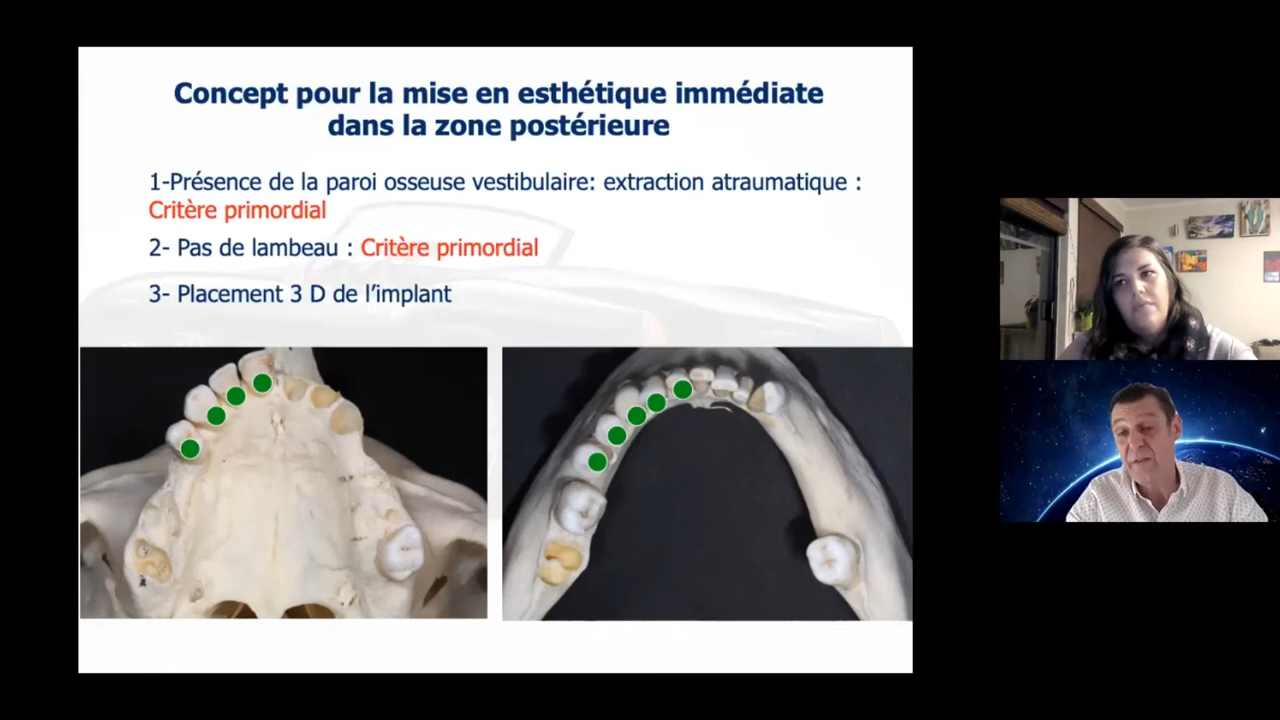 Concept pour la mise en esthétique immédiate
dans la zone postérieure
1-Présence de la paroi osseuse vestibulaire: extraction atraumatique :
Critère primordial
2- Pas de lambeau : Critère primordial
3- Placement 3 D de l’implant